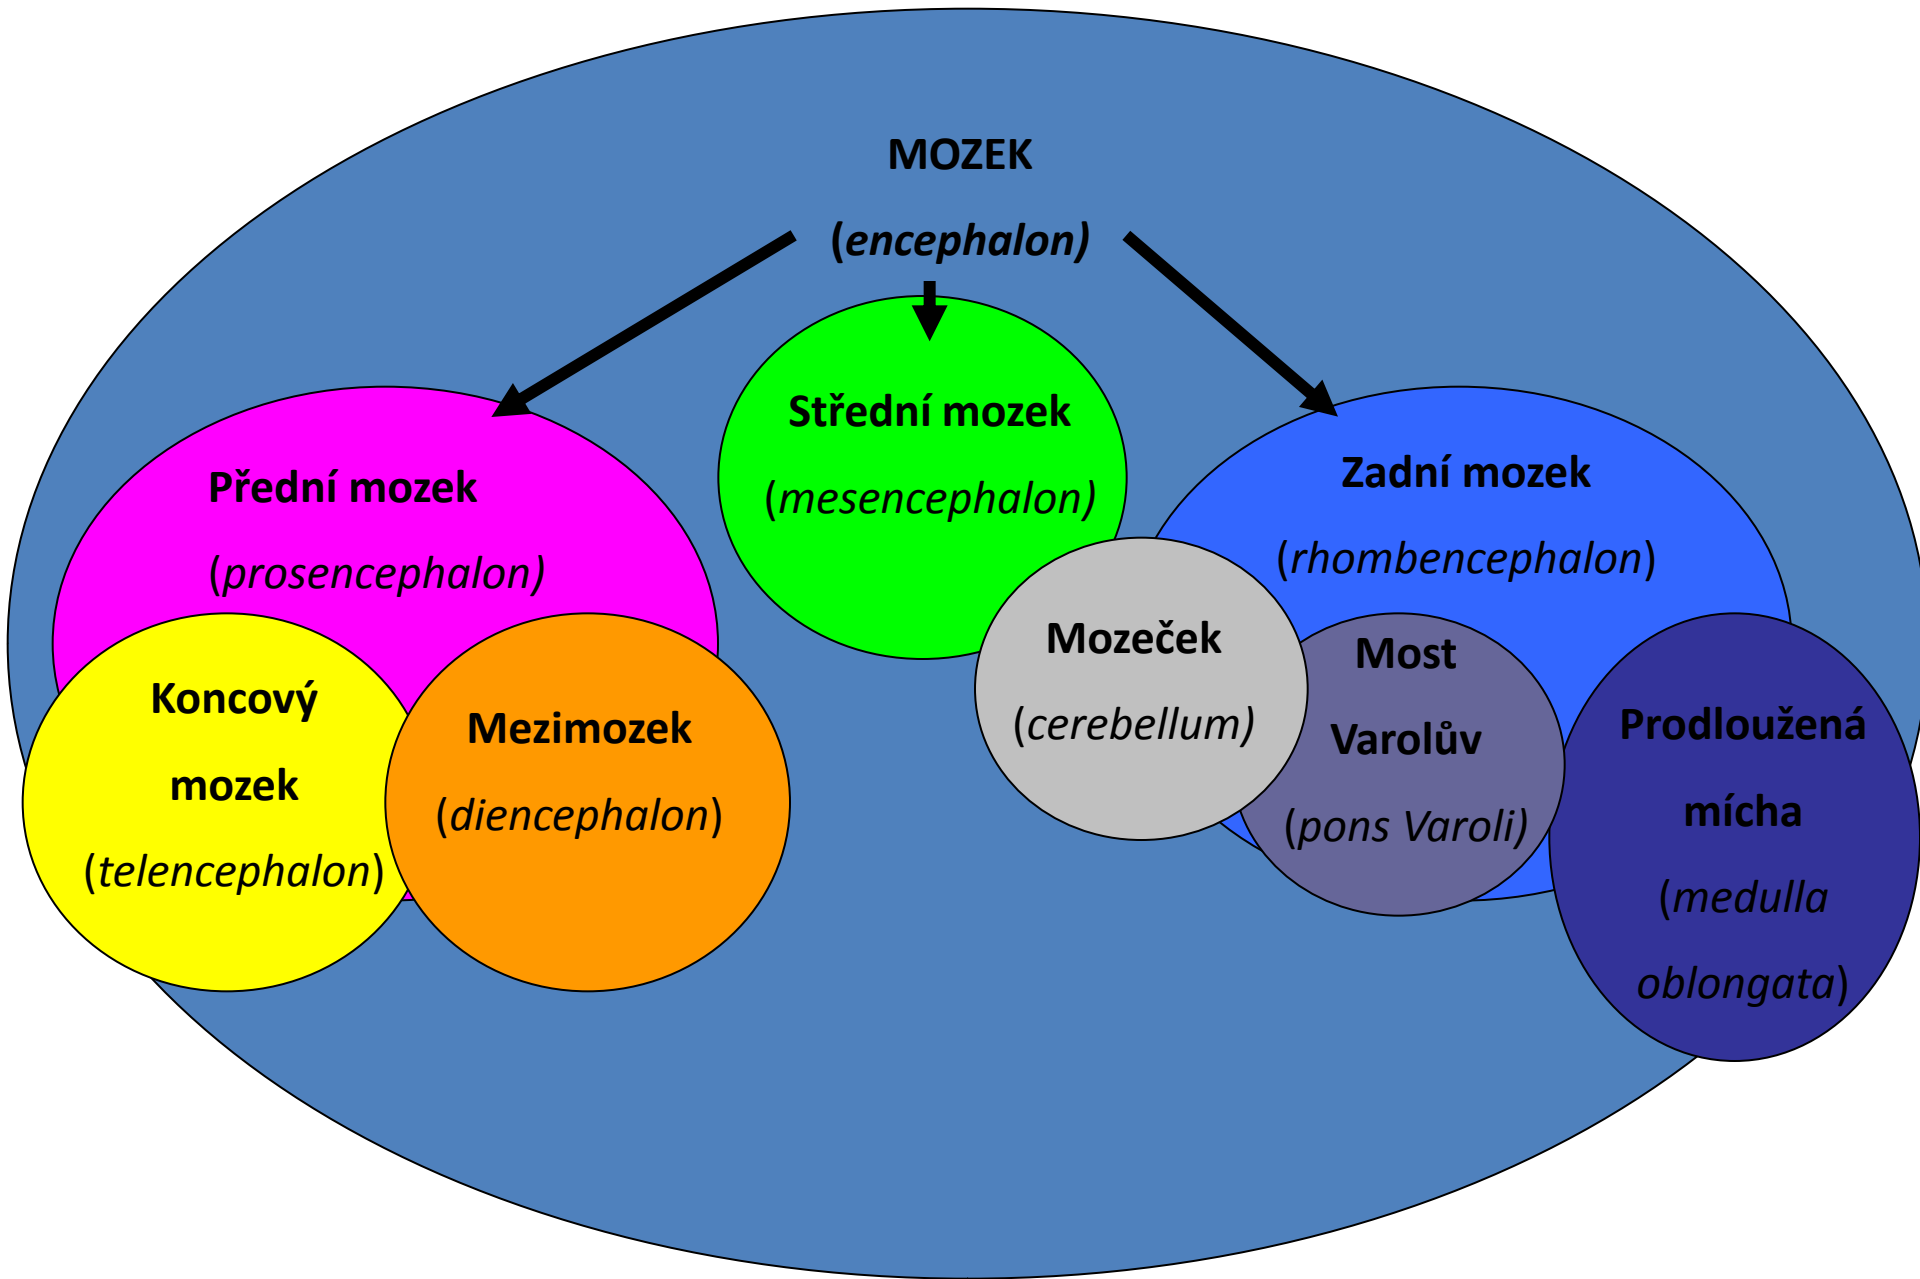 MOZEK
(encephalon)
Střední mozek
(mesencephalon)
Přední mozek
(prosencephalon)
Zadní mozek
(rhombencephalon)
Koncový
mozek
(telencephalon)
Mezimozek
(diencephalon)
Mozeček
(cerebellum)
Most
Varolův
(pons Varoli)
Prodloužená
mícha
(medulla
oblongata)